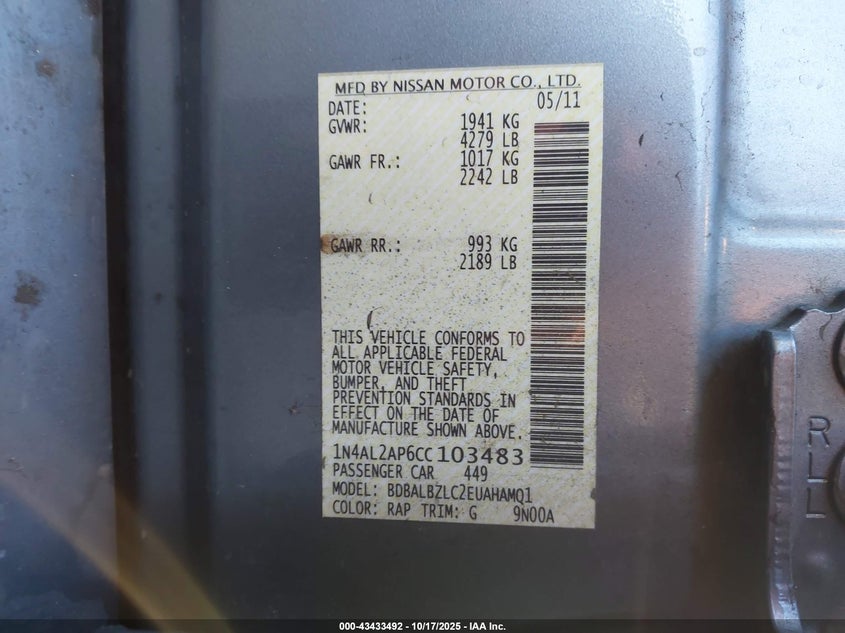 MFD BY NISSAN MOTOR CO., LTD.
DATE: 05/11
GVWR: 1941 KG
4279 LB
GAWR FR.: 1017 KG
2242 LB
GAWR RR.: 993 KG
2189 LB
THIS VEHICLE CONFORMS TO
ALL APPLICABLE FEDERAL
MOTOR VEHICLE SAFETY,
BUMPER, AND THEFT
PREVENTION STANDARDS IN
EFFECT ON THE DATE OF
MANUFACTURE SHOWN ABOVE.
1N4AL2AP6CC103483
PASSENGER CAR 449
MODEL: BDBALBZLC2EUAHAMQ1
COLOR: RAP TRIM: G 9N00A
RLL
000-43433492 - 10/17/2025 - IAA Inc.